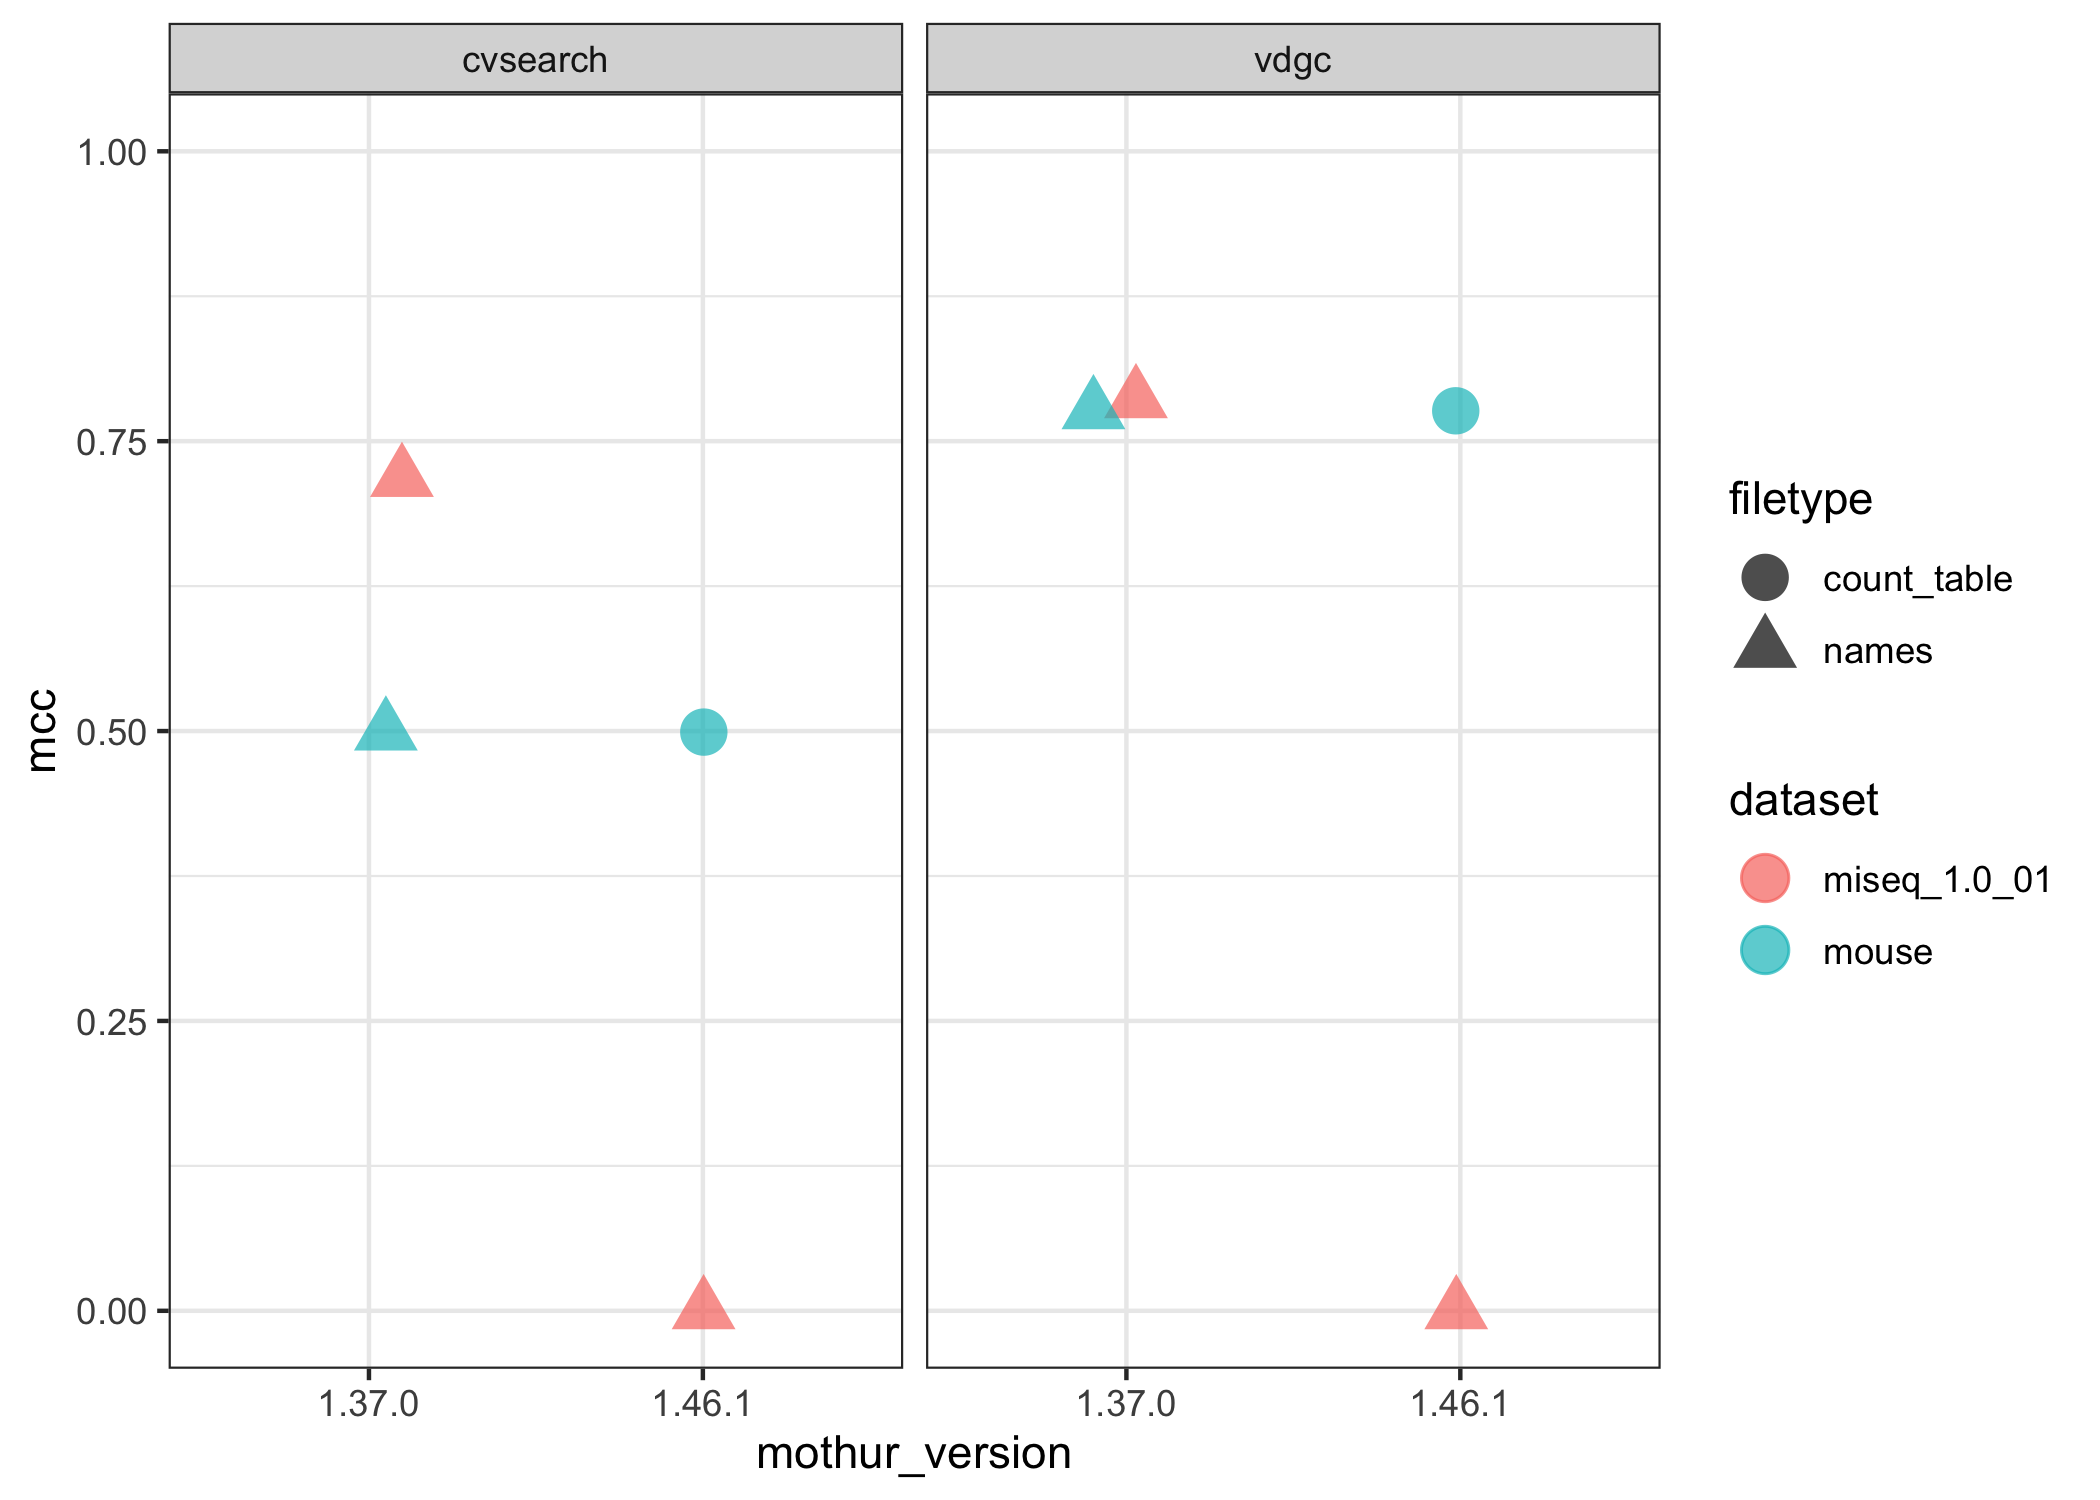 cvsearch
vdgc
1.00
0.75
0.50
0.25
0.00
mcc
1.37.0
1.46.1
1.37.0
1.46.1
mothur_version
filetype
count_table
names
dataset
miseq_1.0_01
mouse